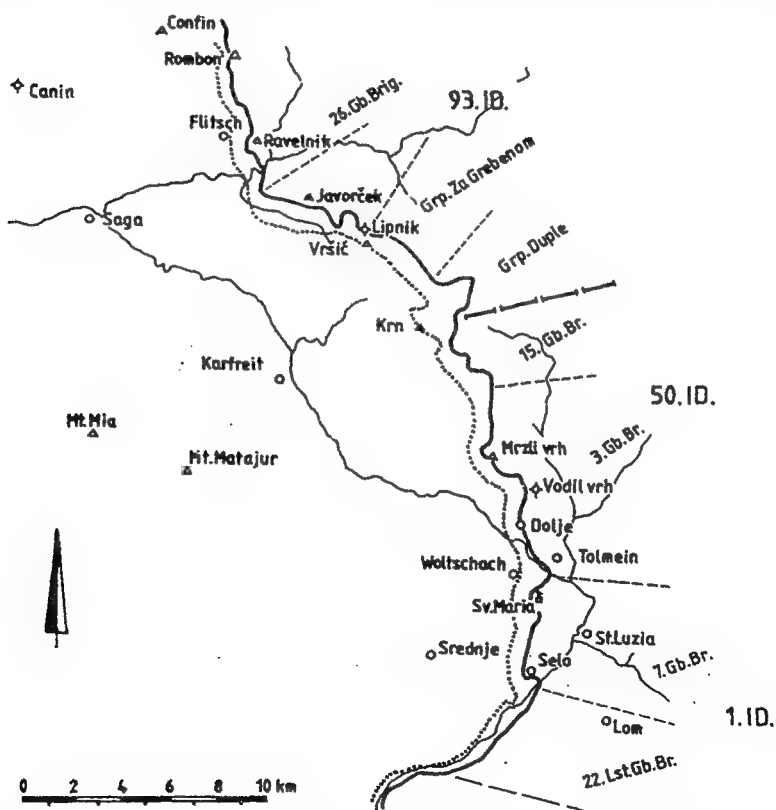 Confin
Rombon
Canin
26.Gb.Brig.
93.ID.
Flitsch
Ravelnik
Javorček
Grp. Za Grebenom
Saga
Lipnik
Vršič
Grp. Duple
Krn
15.Gb.Br.
Karfreit
50.ID.
Mt.Mia
Mt.Matajur
Mrzli vrh
3.Gb.Br.
Vodil vrh
Dolje
Tolmein
Woltschach
Sv.Maria
St.Luzia
Srednje
Selo
7.Gb.Br.
1.ID.
Lom
22.Lst.Gb.Br.
0 2 4 6 8 10 km